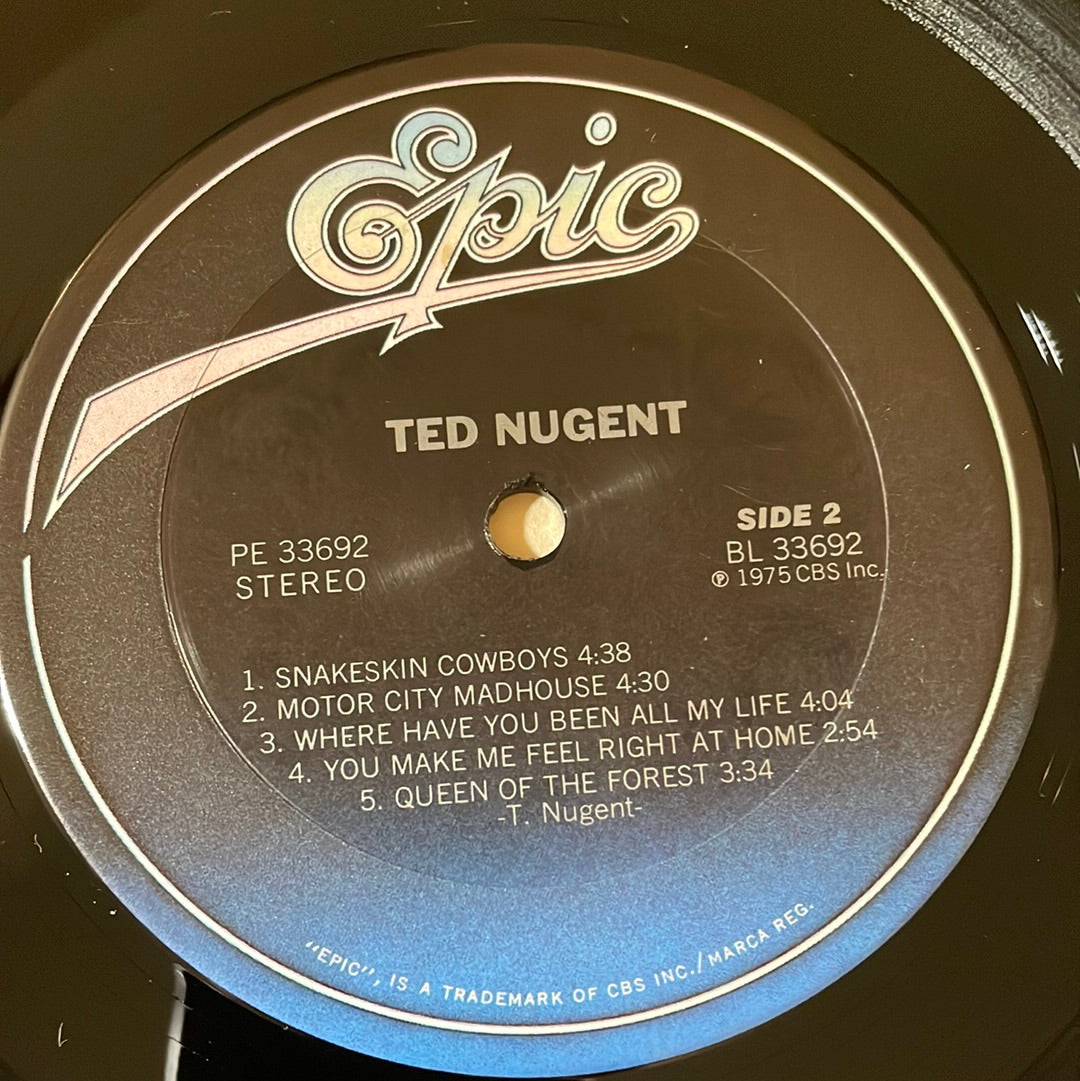 Epic
TED NUGENT
PE 33692
STEREO
SIDE 2
BL 33692
℗ 1975 CBS Inc.
1. SNAKESKIN COWBOYS 4:38
2. MOTOR CITY MADHOUSE 4:30
3. WHERE HAVE YOU BEEN ALL MY LIFE 4:04
4. YOU MAKE ME FEEL RIGHT AT HOME 2:54
5. QUEEN OF THE FOREST 3:34
-T. Nugent-
"EPIC", IS A TRADEMARK OF CBS INC./MARCA REG.